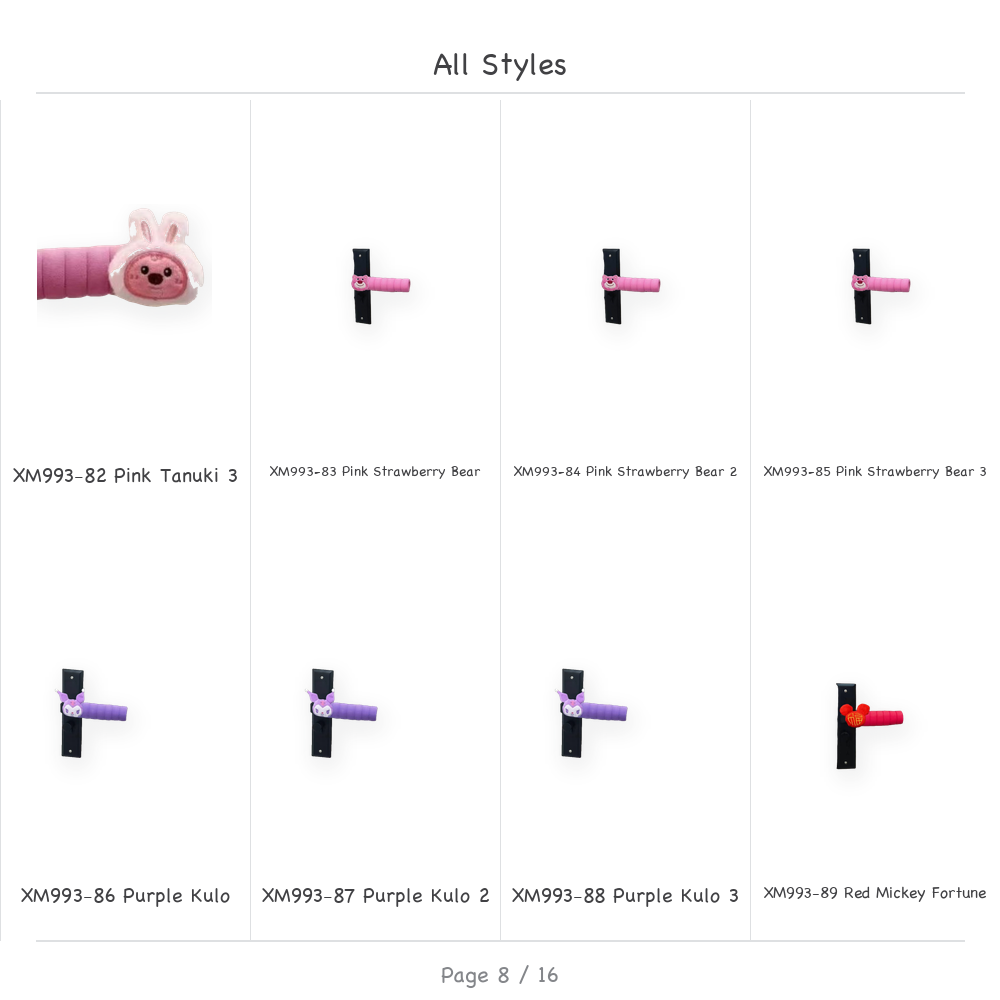 All Styles
XM993-82 Pink Tanuki 3
XM993-83 Pink Strawberry Bear
XM993-84 Pink Strawberry Bear 2
XM993-85 Pink Strawberry Bear 3
XM993-86 Purple Kulo
XM993-87 Purple Kulo 2
XM993-88 Purple Kulo 3
XM993-89 Red Mickey Fortune
Page 8 / 16